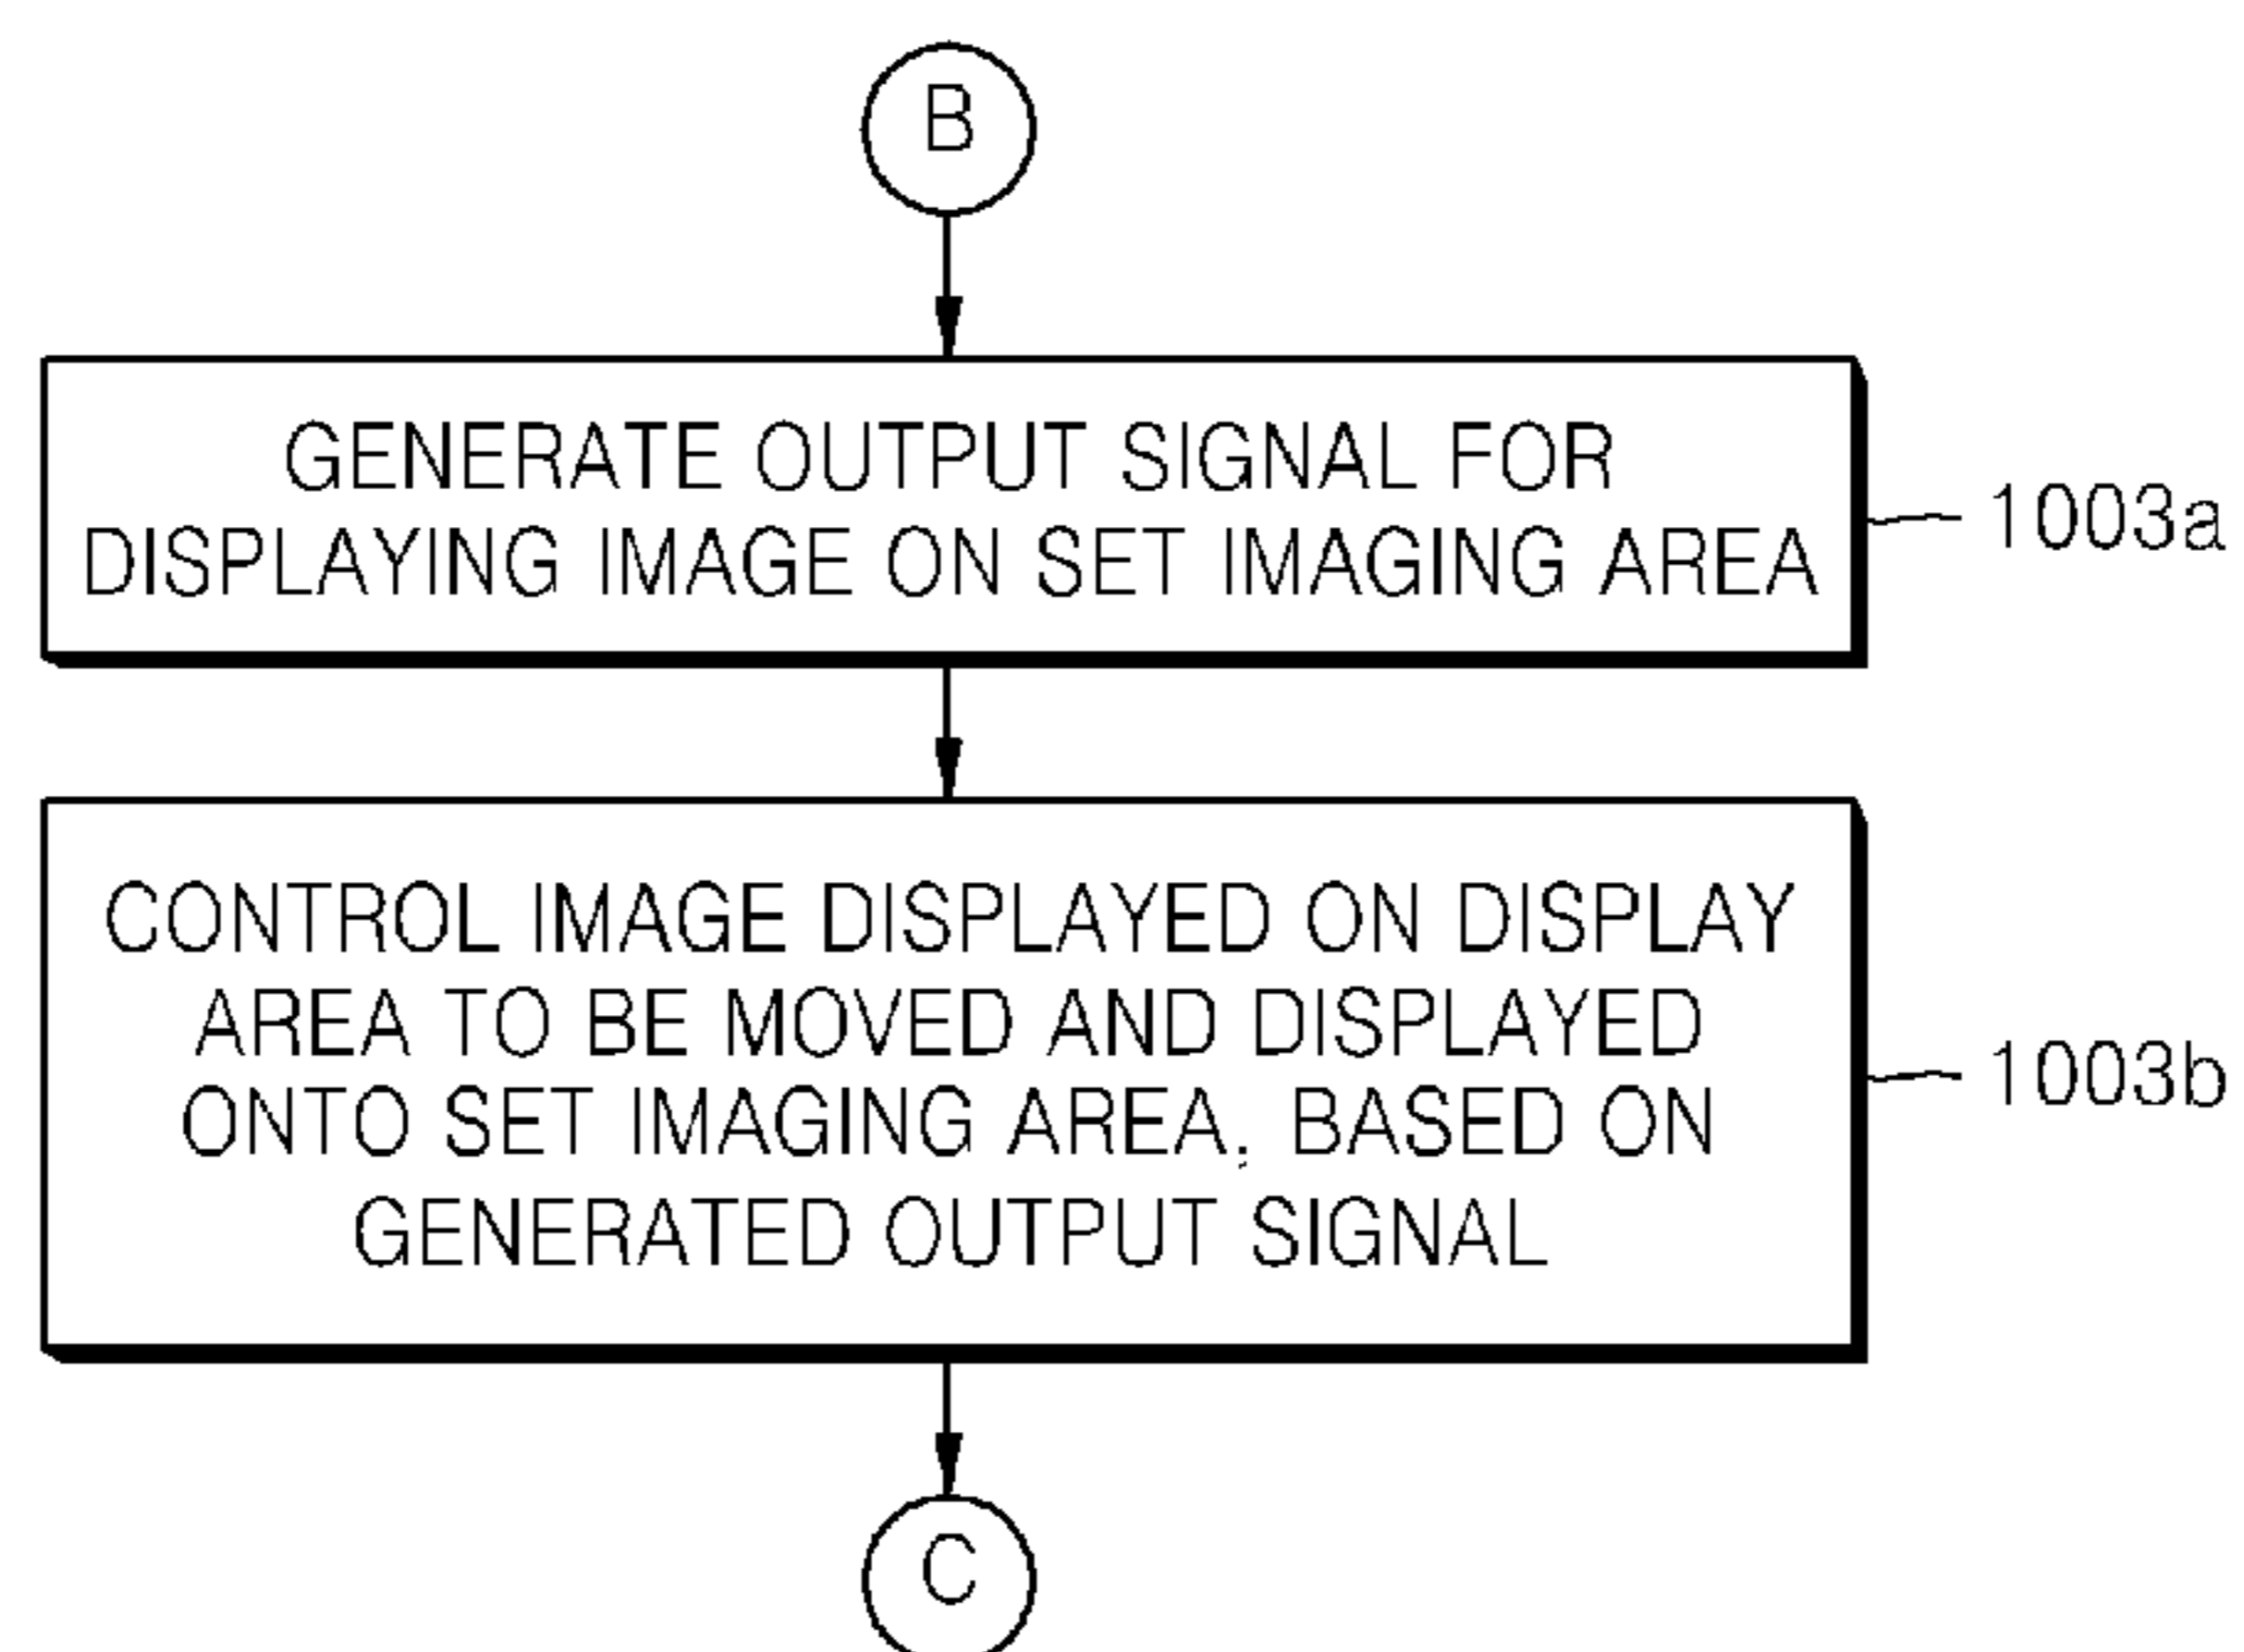 B
GENERATE OUTPUT SIGNAL FOR
DISPLAYING IMAGE ON SET IMAGING AREA
1003a
CONTROL IMAGE DISPLAYED ON DISPLAY
AREA TO BE MOVED AND DISPLAYED
ONTO SET IMAGING AREA, BASED ON
GENERATED OUTPUT SIGNAL
1003b
C